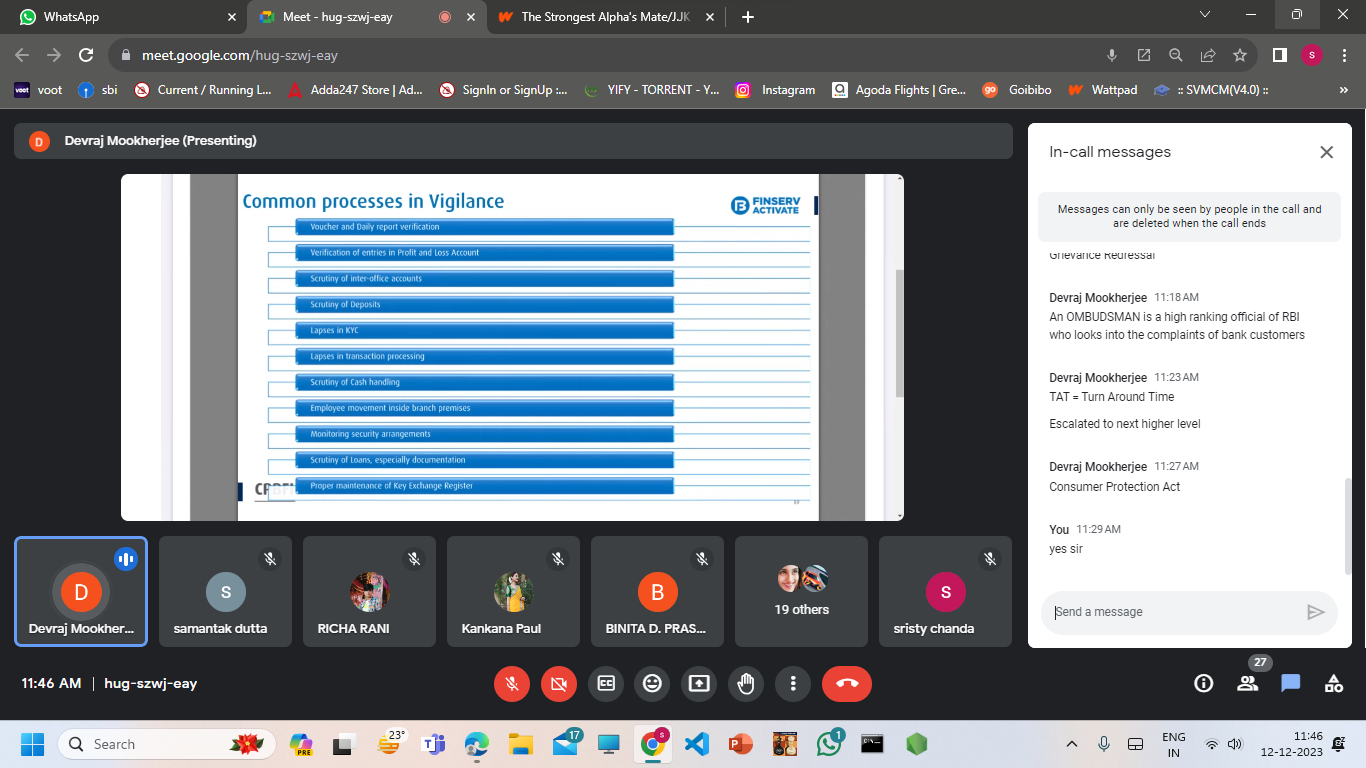 WhatsApp
Meet - hug-szwj-eay
The Strongest Alpha's Mate/JJK
meet.google.com/hug-szwj-eay
S
voot
voot
sbi
Current / Running L...
Adda247 Store | Ad...
SignIn or SignUp :...
YIFY - TORRENT - Y...
Instagram
Agoda Flights | Gre...
go
Goibibo
Wattpad
:: SVMCM(V4.0) ::
»
D
Devraj Mookherjee (Presenting)
Common processes in Vigilance
FINSERV
ACTIVATE
Voucher and Daily report verification
Verification of entries in Profit and Loss Account
Scrutiny of inter-office accounts
Scrutiny of Deposits
Lapses in KYC
Lapses in transaction processing
Scrutiny of Cash handling
Employee movement inside branch premises
Monitoring security arrangements
Scrutiny of Loans, especially documentation
Proper maintenance of Key Exchange Register
In-call messages
Messages can only be seen by people in the call and
are deleted when the call ends
Grievance Redressal
Devraj Mookherjee 11:18 AM
An OMBUDSMAN is a high ranking official of RBI
who looks into the complaints of bank customers
Devraj Mookherjee 11:23 AM
TAT = Turn Around Time
Escalated to next higher level
Devraj Mookherjee 11:27 AM
Consumer Protection Act
You 11:29 AM
yes sir
Send a message
D
Devraj Mookher...
S
samantak dutta
RICHA RANI
Kankana Paul
B
BINITA D. PRAS...
19 others
S
sristy chanda
11:46 AM | hug-szwj-eay
CC
27
Search
PRE
23°
17
S
1
ENG
IN
11:46
12-12-2023